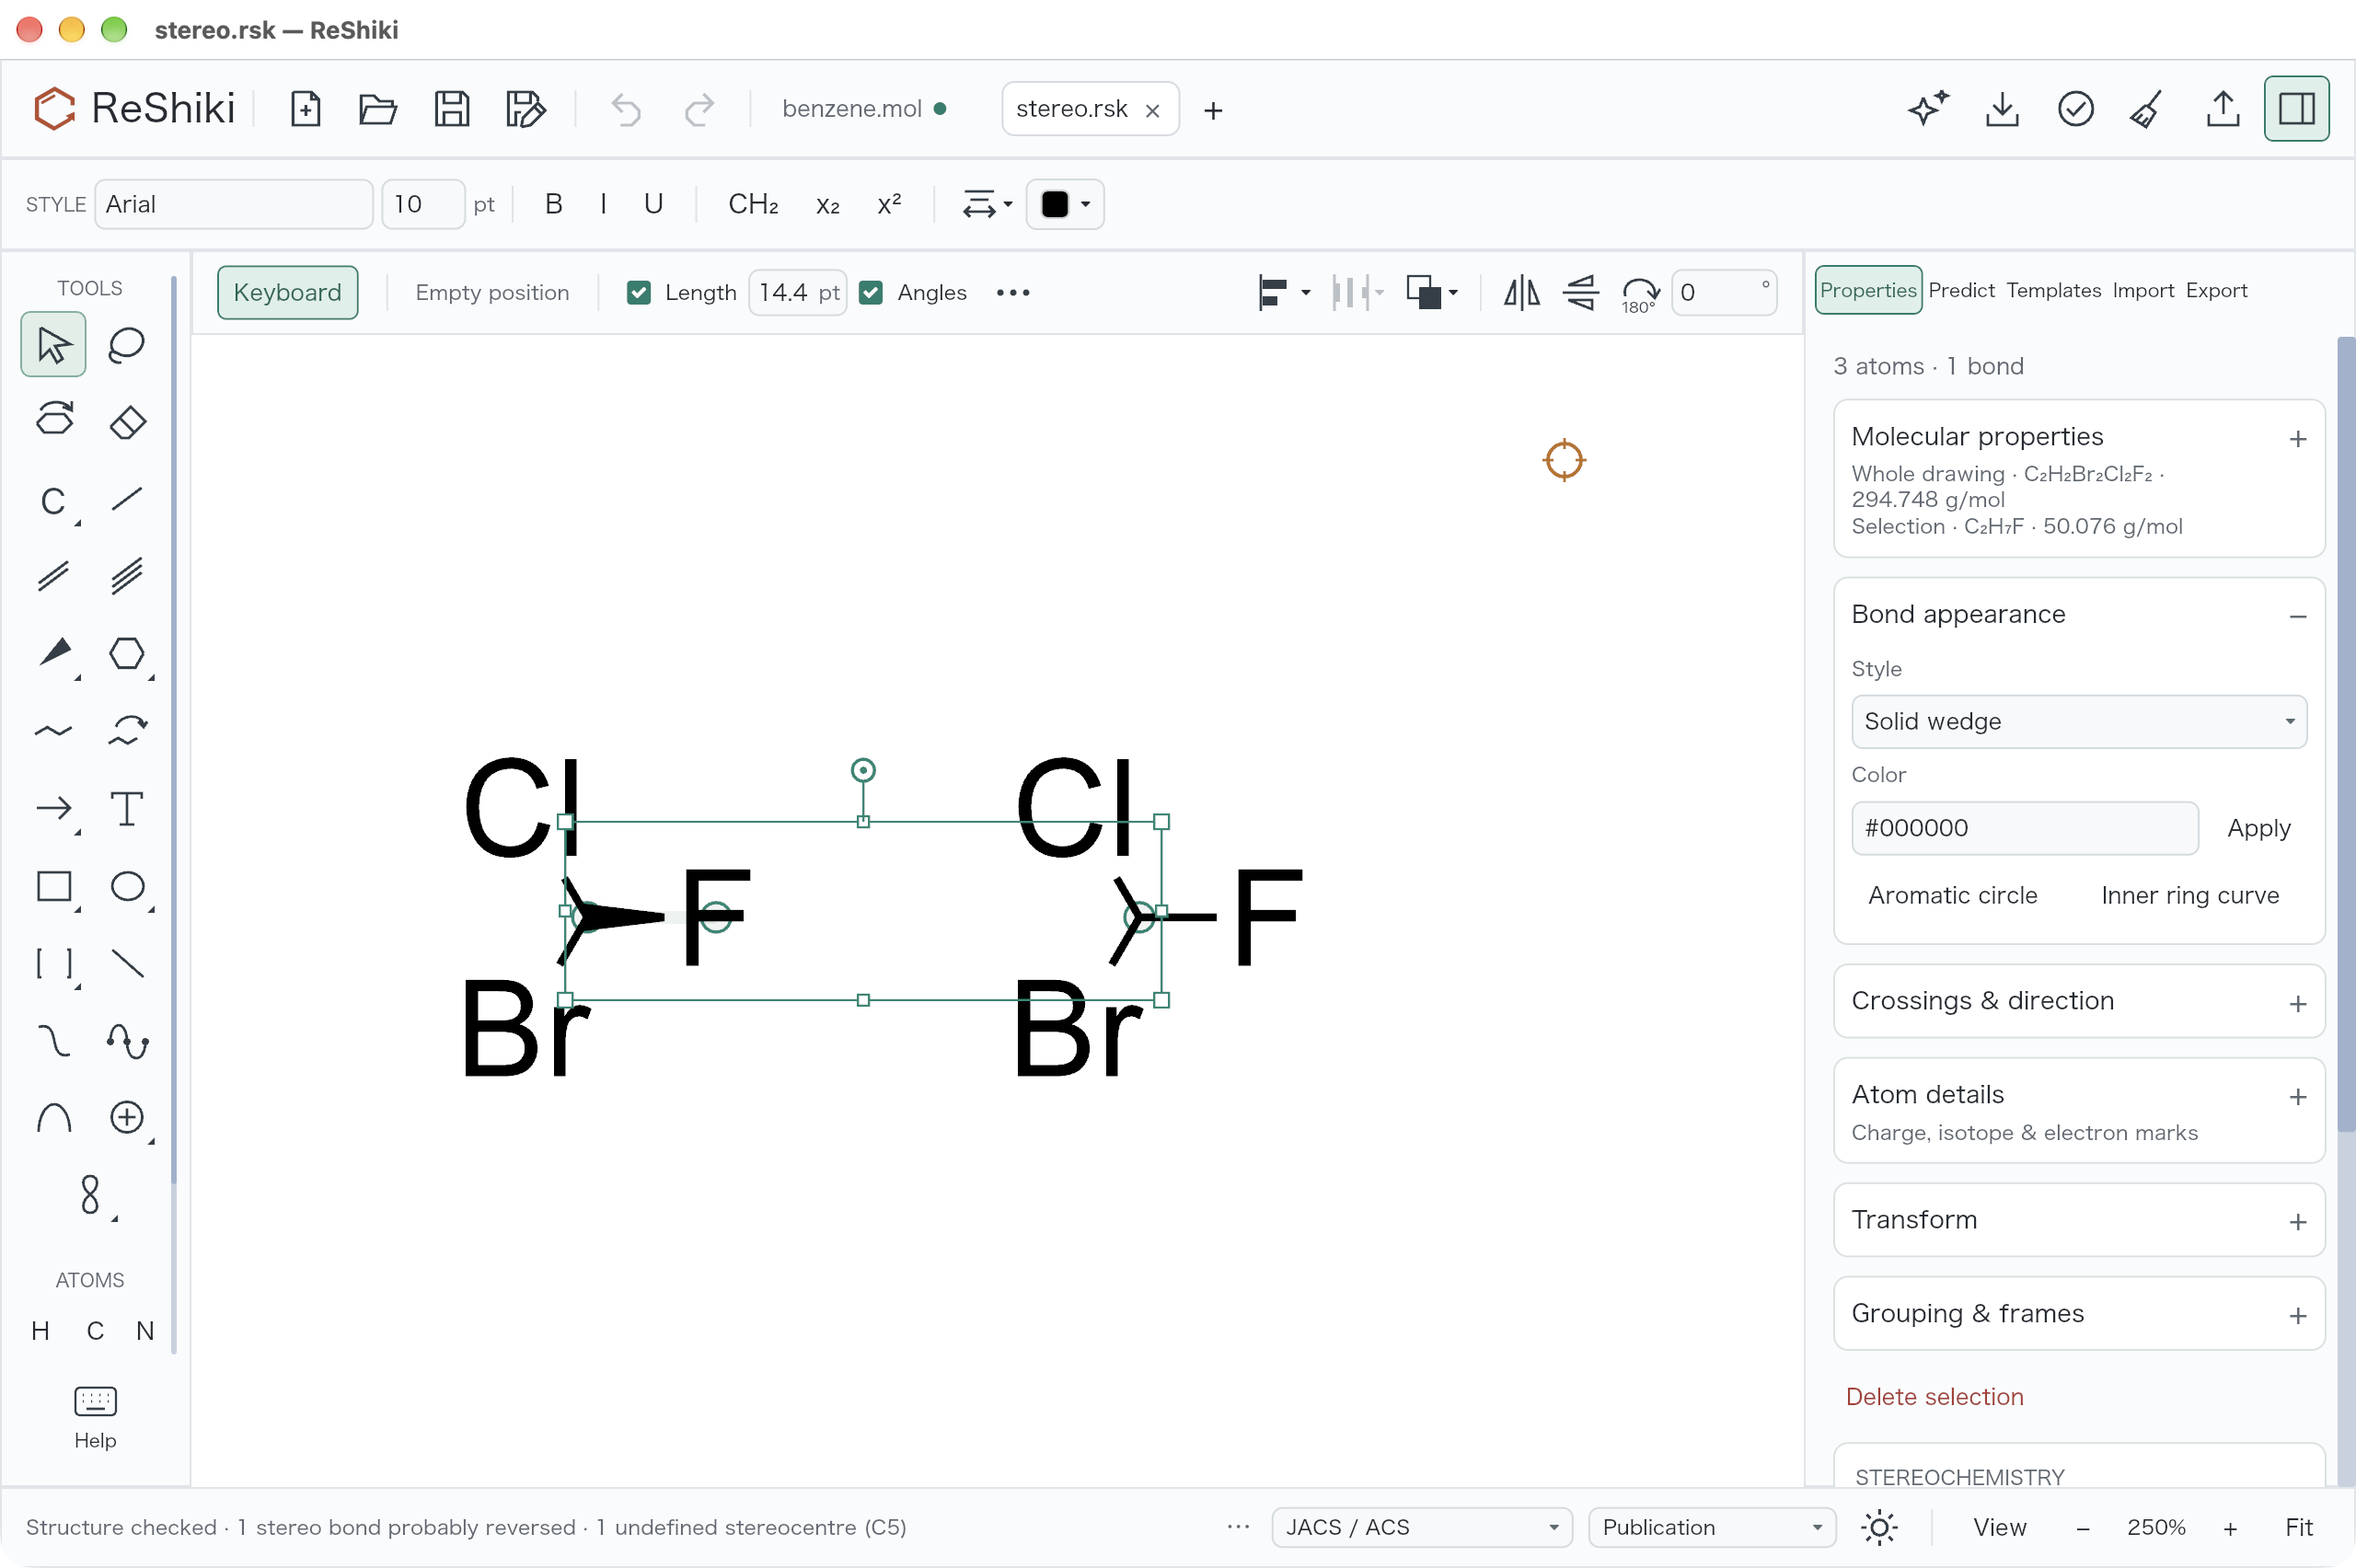 stereo.rsk — ReShiki
ReShiki
benzene.mol
stereo.rsk
STYLE Arial 10 pt B I U CH₂ x₂ x²
TOOLS
Keyboard Empty position Length 14.4 pt Angles 180° 0 °
Properties Predict Templates Import Export
3 atoms · 1 bond
Molecular properties
Whole drawing · C₂H₂Br₂Cl₂F₂ ·
294.748 g/mol
Selection · C₂H₇F · 50.076 g/mol
Bond appearance
Style
Solid wedge
Color
#000000 Apply
Aromatic circle Inner ring curve
Crossings & direction
Atom details
Charge, isotope & electron marks
Transform
Grouping & frames
Delete selection
STEREOCHEMISTRY
C
T
Cl Cl
F F
Br Br
ATOMS
H C N
Help
Structure checked · 1 stereo bond probably reversed · 1 undefined stereocentre (C5)
JACS / ACS Publication View − 250% + Fit